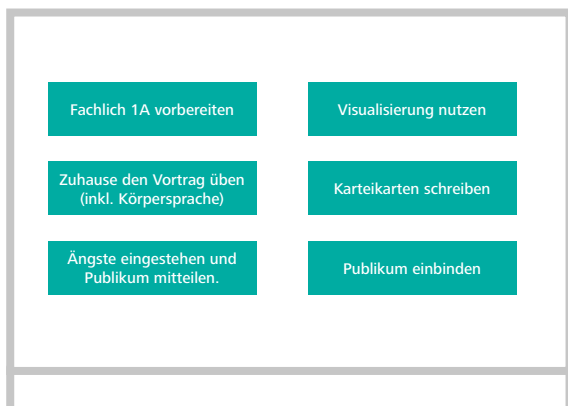 Fachlich 1A vorbereiten
Visualisierung nutzen
Zuhause den Vortrag üben
(inkl. Körpersprache)
Karteikarten schreiben
Ängste eingestehen und
Publikum mitteilen.
Publikum einbinden